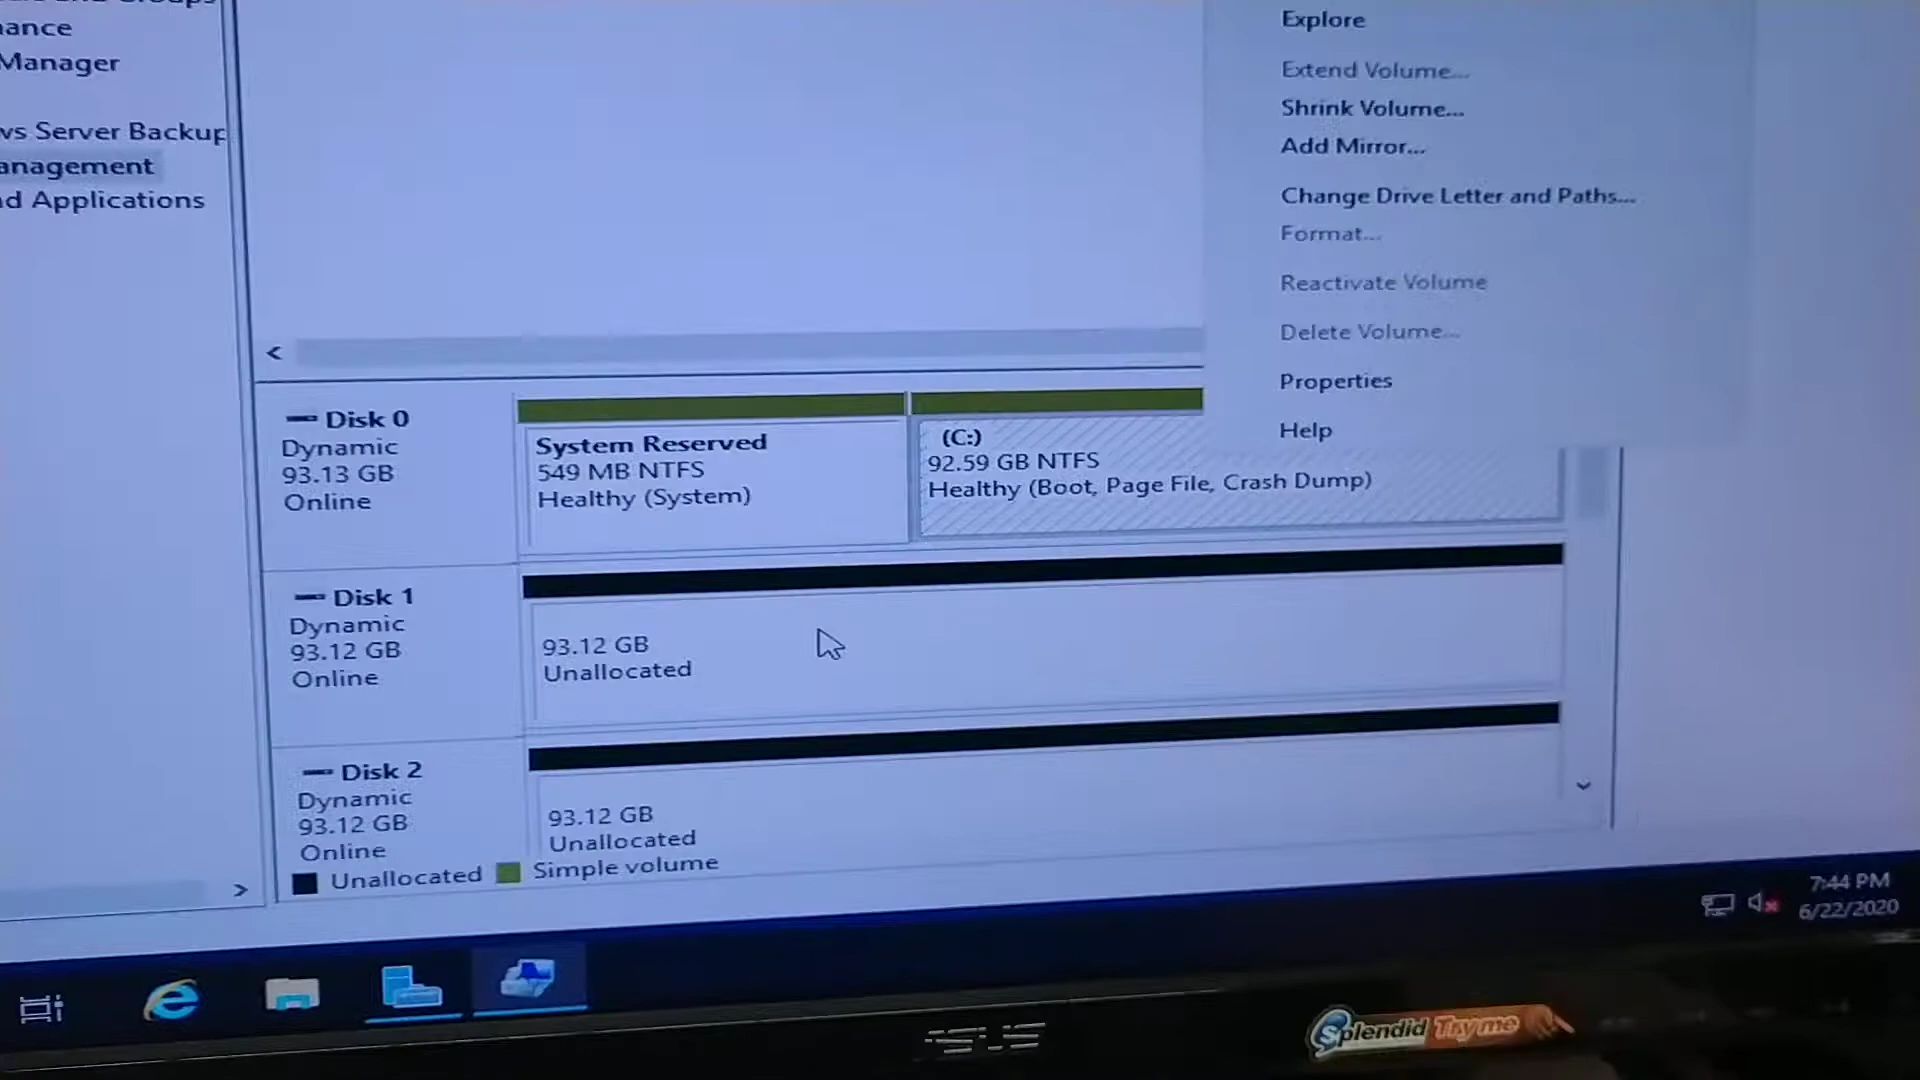 ance
Manager
ws Server Backup
anagement
d Applications
Explore
Extend Volume...
Shrink Volume...
Add Mirror...
Change Drive Letter and Paths...
Format...
Reactivate Volume
Delete Volume...
Properties
Help
Disk 0
Dynamic
93.13 GB
Online
System Reserved
549 MB NTFS
Healthy (System)
(C:)
92.59 GB NTFS
Healthy (Boot, Page File, Crash Dump)
Disk 1
Dynamic
93.12 GB
Online
93.12 GB
Unallocated
Disk 2
Dynamic
93.12 GB
Online
93.12 GB
Unallocated
Unallocated Simple volume
7:44 PM
6/22/2020
ASUS
Splendid Try me